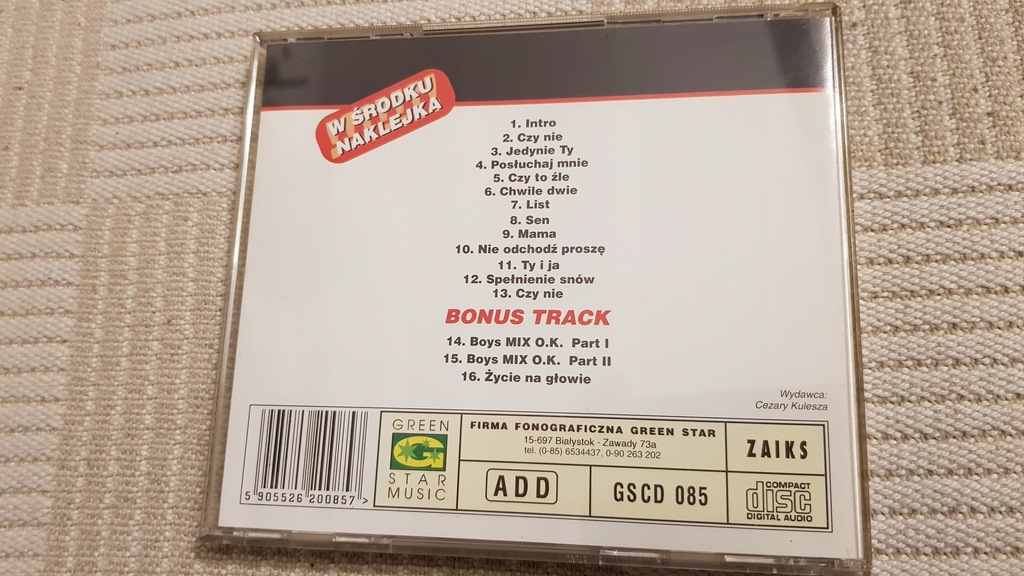 W ŚRODKU
NAKLEJKA
1. Intro
2. Czy nie
3. Jedynie Ty
4. Posłuchaj mnie
5. Czy to źle
6. Chwile dwie
7. List
8. Sen
9. Mama
10. Nie odchodź proszę
11. Ty i ja
12. Spełnienie snów
13. Czy nie
BONUS TRACK
14. Boys MIX O.K. Part I
15. Boys MIX O.K. Part II
16. Życie na głowie
Wydawca:
Cezary Kulesza
5 905526 200857 >
GREEN
G
STAR
MUSIC
FIRMA FONOGRAFICZNA GREEN STAR
15-697 Białystok - Zawady 73a
tel. (0-85) 6534437, 0-90 263 202
ADD
GSCD 085
ZAIKS
COMPACT
disc
DIGITAL AUDIO